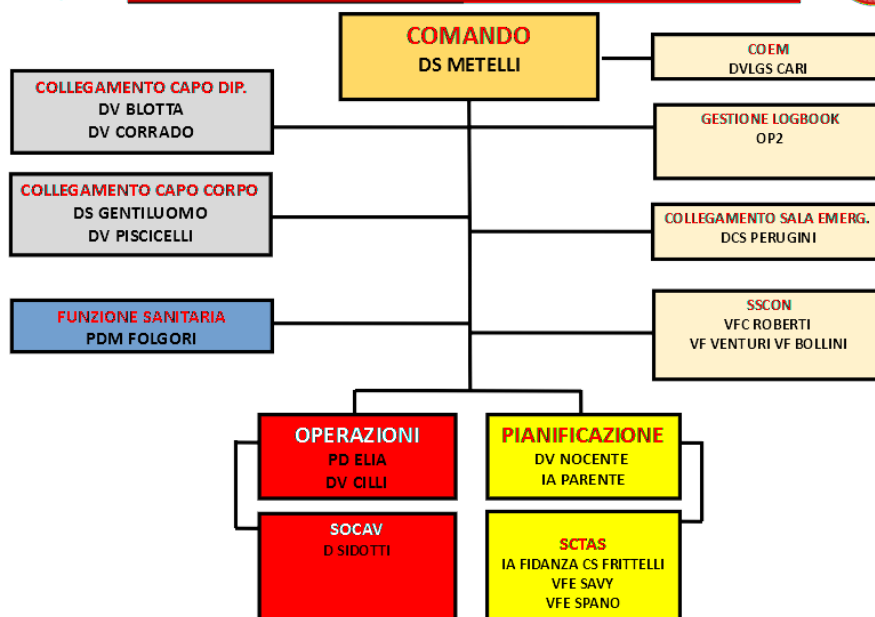 COMANDO
DS METELLI
COEM
DVLGS CARI
COLLEGAMENTO CAPO DIP.
DV BLOTTA
DV CORRADO
GESTIONE LOGBOOK
OP2
COLLEGAMENTO CAPO CORPO
DS GENTILUOMO
DV PISCICELLI
COLLEGAMENTO SALA EMERG.
DCS PERUGINI
FUNZIONE SANITARIA
PDM FOLGORI
SSCON
VFC ROBERTI
VF VENTURI VF BOLLINI
OPERAZIONI
PD ELIA
DV CILLI
PIANIFICAZIONE
DV NOCENTE
IA PARENTE
SOCAV
D SIDOTTI
SCTAS
IA FIDANZA CS FRITTELLI
VFE SAVY
VFE SPANO